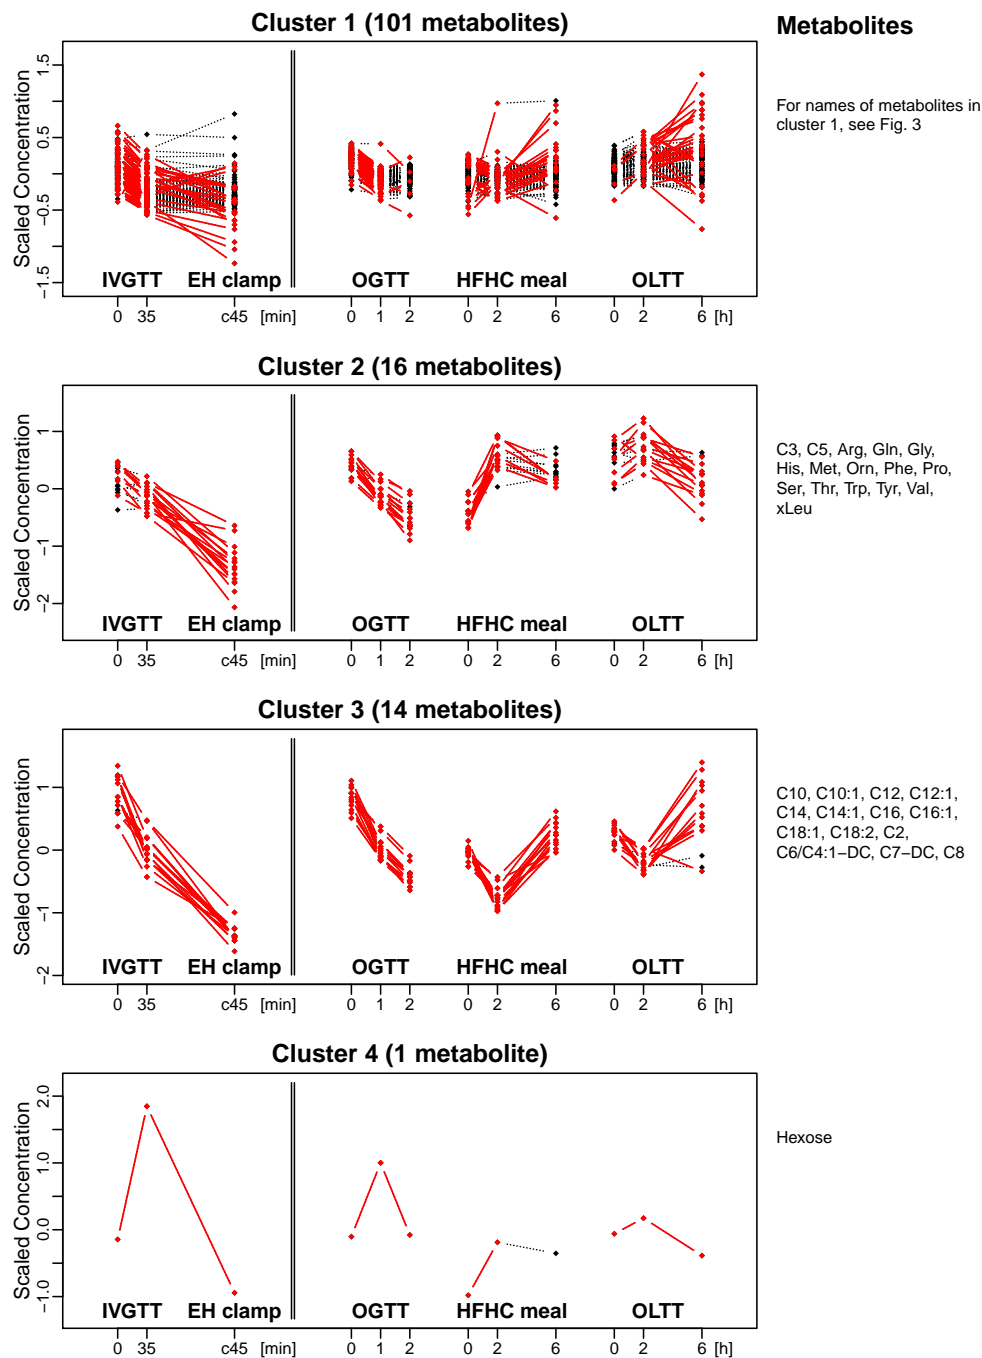 Cluster 1 (101 metabolites)
Metabolites
Scaled Concentration
1.5
0.5
−0.5
−1.5
For names of metabolites in
cluster 1, see Fig. 3
IVGTT EH clamp OGTT HFHC meal OLTT
0 35 c45 [min] 0 1 2 0 2 6 0 2 6 [h]
Cluster 2 (16 metabolites)
Scaled Concentration
1
0
−1
−2
C3, C5, Arg, Gln, Gly,
His, Met, Orn, Phe, Pro,
Ser, Thr, Trp, Tyr, Val,
xLeu
IVGTT EH clamp OGTT HFHC meal OLTT
0 35 c45 [min] 0 1 2 0 2 6 0 2 6 [h]
Cluster 3 (14 metabolites)
Scaled Concentration
1
0
−1
−2
C10, C10:1, C12, C12:1,
C14, C14:1, C16, C16:1,
C18:1, C18:2, C2,
C6/C4:1−DC, C7−DC, C8
IVGTT EH clamp OGTT HFHC meal OLTT
0 35 c45 [min] 0 1 2 0 2 6 0 2 6 [h]
Cluster 4 (1 metabolite)
Scaled Concentration
2.0
1.0
0.0
−1.0
Hexose
IVGTT EH clamp OGTT HFHC meal OLTT
0 35 c45 [min] 0 1 2 0 2 6 0 2 6 [h]